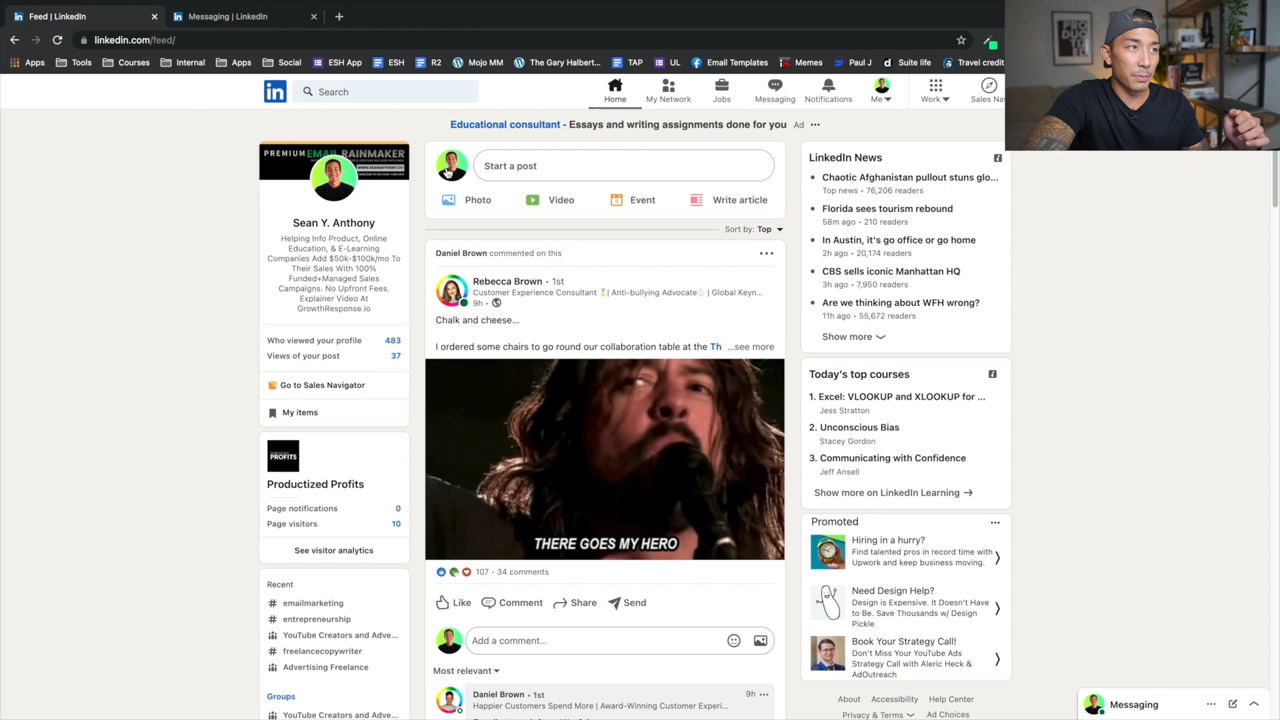 Feed | LinkedIn
Messaging | LinkedIn
linkedin.com/feed/
Apps
Tools
Courses
Internal
Apps
Social
ESH App
ESH
R2
Mojo MM
The Gary Halbert...
TAP
UL
Email Templates
Memes
Paul J
Suite life
Travel credit
Search
Home
My Network
Jobs
Messaging
Notifications
Me
Work
Sales Na
Educational consultant - Essays and writing assignments done for you Ad
PREMIUM EMAIL RAINMAKER
Sean Y. Anthony
Helping Info Product, Online
Education, & E-Learning
Companies Add $50k-$100k/mo To
Their Sales With 100%
Funded+Managed Sales
Campaigns. No Upfront Fees.
Explainer Video At
GrowthResponse.io
Who viewed your profile 483
Views of your post 37
Go to Sales Navigator
My items
PROFITS
Productized Profits
Page notifications 0
Page visitors 10
See visitor analytics
Recent
# emailmarketing
# entrepreneurship
YouTube Creators and Adve...
# freelancecopywriter
Advertising Freelance
Groups
YouTube Creators and Adve...
Start a post
Photo
Video
Event
Write article
Sort by: Top
Daniel Brown commented on this
Rebecca Brown · 1st
Customer Experience Consultant | Anti-bullying Advocate | Global Keyn...
9h ·
Chalk and cheese...
I ordered some chairs to go round our collaboration table at the Th ...see more
THERE GOES MY HERO
107 · 34 comments
Like
Comment
Share
Send
Add a comment...
Most relevant
Daniel Brown · 1st 9h
Happier Customers Spend More | Award-Winning Customer Experi...
LinkedIn News
Chaotic Afghanistan pullout stuns glo...
Top news · 76,206 readers
Florida sees tourism rebound
58m ago · 210 readers
In Austin, it's go office or go home
2h ago · 20,174 readers
CBS sells iconic Manhattan HQ
3h ago · 7,950 readers
Are we thinking about WFH wrong?
11h ago · 55,672 readers
Show more
Today's top courses
1. Excel: VLOOKUP and XLOOKUP for ...
Jess Stratton
2. Unconscious Bias
Stacey Gordon
3. Communicating with Confidence
Jeff Ansell
Show more on LinkedIn Learning →
Promoted
Hiring in a hurry?
Find talented pros in record time with
Upwork and keep business moving.
Need Design Help?
Design is Expensive. It Doesn't Have
to Be. Save Thousands w/ Design
Pickle
Book Your Strategy Call!
Don't Miss Your YouTube Ads
Strategy Call with Aleric Heck &
AdOutreach
About
Accessibility
Help Center
Privacy & Terms
Ad Choices
Messaging